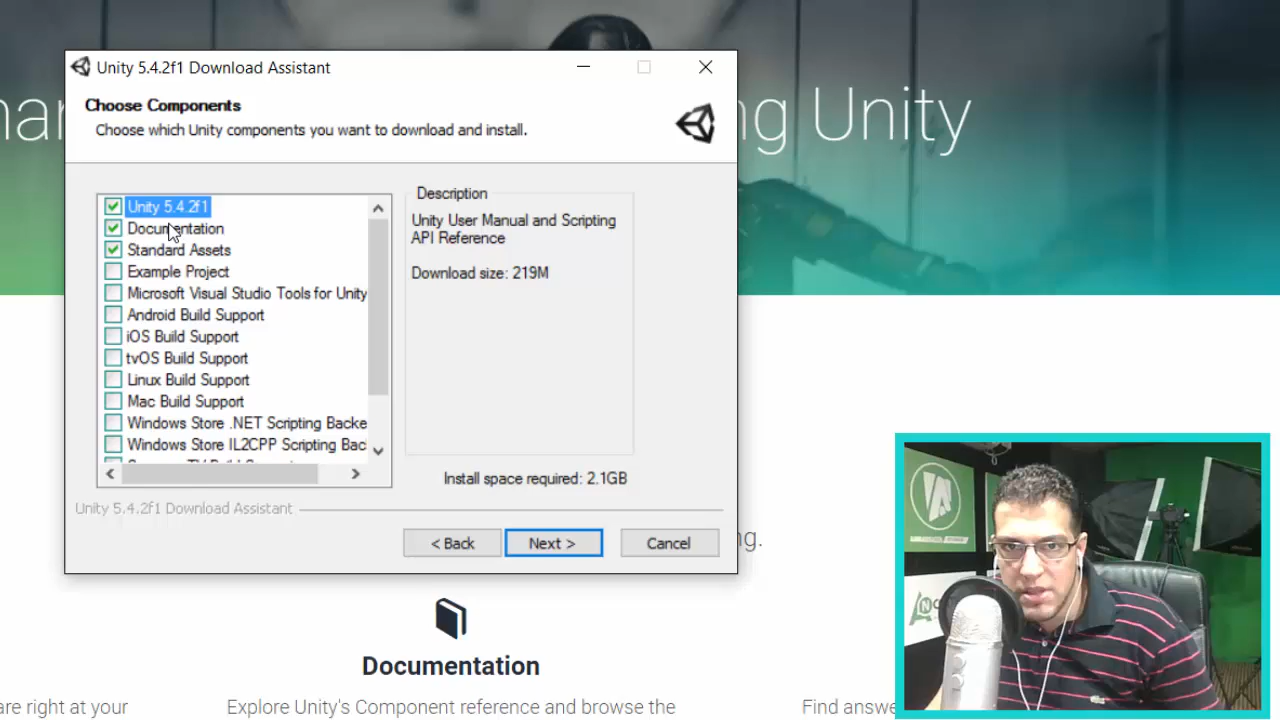 Unity 5.4.2f1 Download Assistant
Choose Components
Choose which Unity components you want to download and install.
ng Unity
Unity 5.4.2f1
Documentation
Standard Assets
Example Project
Microsoft Visual Studio Tools for Unity
Android Build Support
iOS Build Support
tvOS Build Support
Linux Build Support
Mac Build Support
Windows Store .NET Scripting Backe
Windows Store IL2CPP Scripting Bac
Description
Unity User Manual and Scripting
API Reference
Download size: 219M
Install space required: 2.1GB
Unity 5.4.2f1 Download Assistant
< Back
Next >
Cancel
ng.
Documentation
are right at your
Explore Unity's Component reference and browse the
Find answe